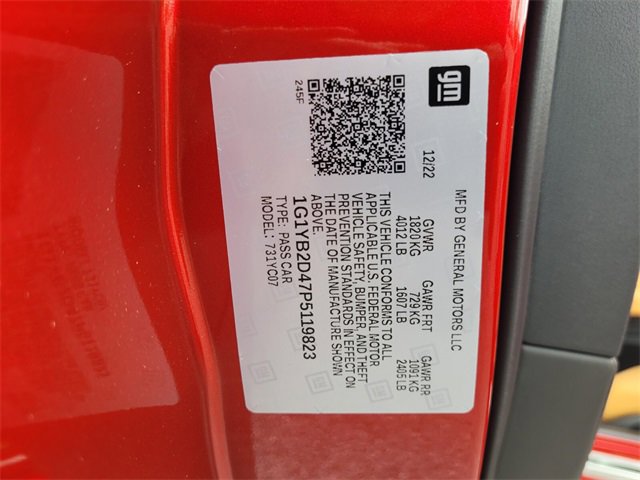 gm
MFD BY GENERAL MOTORS LLC
12/22 GVWR GAWR FRT GAWR RR
1820 KG 729 KG 1091 KG
4012 LB 1607 LB 2405 LB
THIS VEHICLE CONFORMS TO ALL
APPLICABLE U.S. FEDERAL MOTOR
VEHICLE SAFETY, BUMPER, AND THEFT
PREVENTION STANDARDS IN EFFECT ON
THE DATE OF MANUFACTURE SHOWN
ABOVE.
1G1YB2D47P5119823
TYPE: PASS CAR
MODEL: 731YC07
245F